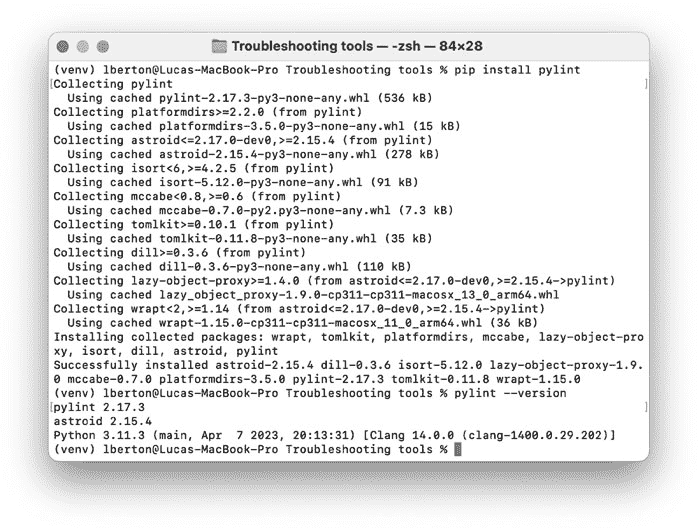 Troubleshooting tools — -zsh — 84×28
(venv) lberton@Lucas-MacBook-Pro Troubleshooting tools % pip install pylint
[Collecting pylint ]
Using cached pylint-2.17.3-py3-none-any.whl (536 kB)
Collecting platformdirs>=2.2.0 (from pylint)
Using cached platformdirs-3.5.0-py3-none-any.whl (15 kB)
Collecting astroid<=2.17.0-dev0,>=2.15.4 (from pylint)
Using cached astroid-2.15.4-py3-none-any.whl (278 kB)
Collecting isort<6,>=4.2.5 (from pylint)
Using cached isort-5.12.0-py3-none-any.whl (91 kB)
Collecting mccabe<0.8,>=0.6 (from pylint)
Using cached mccabe-0.7.0-py2.py3-none-any.whl (7.3 kB)
Collecting tomlkit>=0.10.1 (from pylint)
Using cached tomlkit-0.11.8-py3-none-any.whl (35 kB)
Collecting dill>=0.3.6 (from pylint)
Using cached dill-0.3.6-py3-none-any.whl (110 kB)
Collecting lazy-object-proxy>=1.4.0 (from astroid<=2.17.0-dev0,>=2.15.4->pylint)
Using cached lazy_object_proxy-1.9.0-cp311-cp311-macosx_13_0_arm64.whl
Collecting wrapt<2,>=1.14 (from astroid<=2.17.0-dev0,>=2.15.4->pylint)
Using cached wrapt-1.15.0-cp311-cp311-macosx_11_0_arm64.whl (36 kB)
Installing collected packages: wrapt, tomlkit, platformdirs, mccabe, lazy-object-pro
xy, isort, dill, astroid, pylint
Successfully installed astroid-2.15.4 dill-0.3.6 isort-5.12.0 lazy-object-proxy-1.9.
0 mccabe-0.7.0 platformdirs-3.5.0 pylint-2.17.3 tomlkit-0.11.8 wrapt-1.15.0
(venv) lberton@Lucas-MacBook-Pro Troubleshooting tools % pylint --version
[pylint 2.17.3 ]
astroid 2.15.4
Python 3.11.3 (main, Apr  7 2023, 20:13:31) [Clang 14.0.0 (clang-1400.0.29.202)]
(venv) lberton@Lucas-MacBook-Pro Troubleshooting tools %